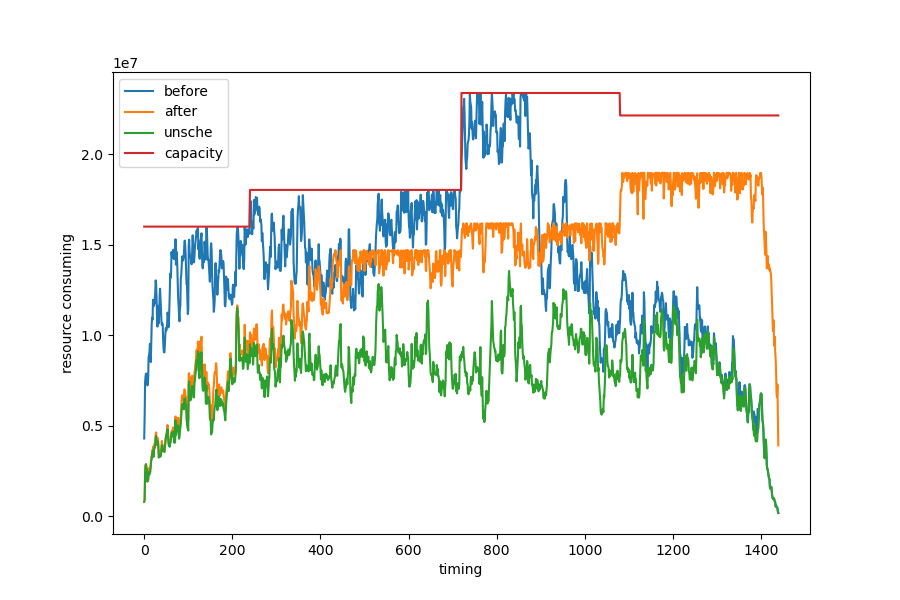 1e7
before
after
unsche
capacity
2.0
1.5
1.0
0.5
0.0
resource consuming
0 200 400 600 800 1000 1200 1400
timing